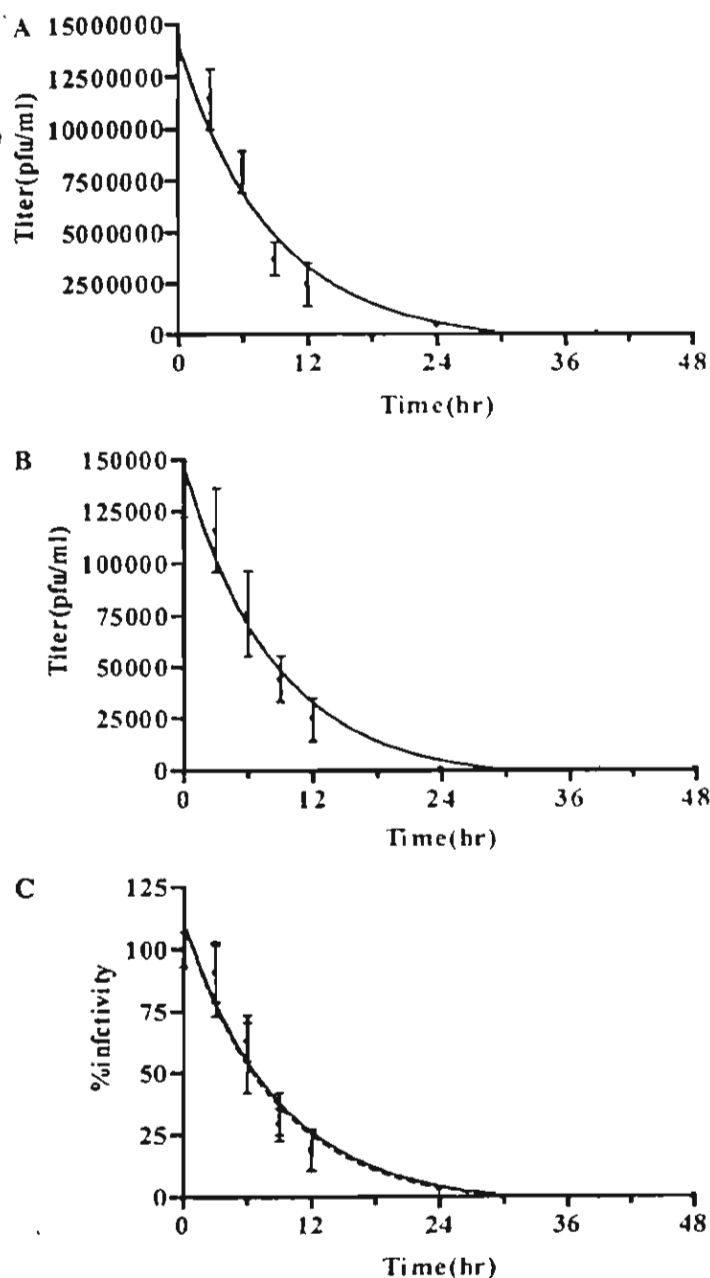 A
15000000
12500000
10000000
7500000
5000000
2500000
0
Titer(pfu/ml)
0 12 24 36 48
Time(hr)
B
150000
125000
100000
75000
50000
25000
0
Titer(pfu/ml)
0 12 24 36 48
Time(hr)
C
125
100
75
50
25
0
%infctivity
0 12 24 36 48
Time(hr)